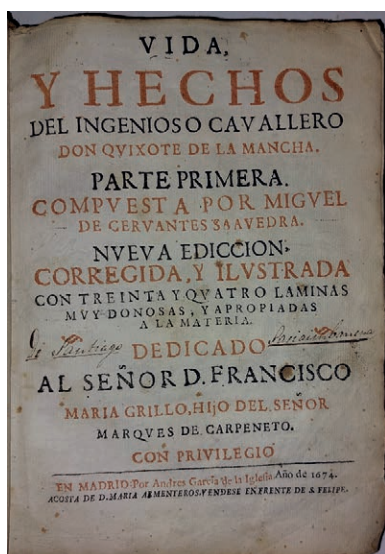 VIDA,
Y HECHOS
DEL INGENIOSO CAVALLERO
DON QVIXOTE DE LA MANCHA.
PARTE PRIMERA.
COMPVESTA POR MIGVEL
DE CERVANTES SAAVEDRA.
NVEVA EDICCION,
CORREGIDA, Y ILVSTRADA
CON TREINTA Y QVATRO LAMINAS
MVY DONOSAS, Y APROPIADAS
A LA MATERIA.
de Santiago DEDICADO
AL SEÑOR D. FRANCISCO
MARIA GRILLO, HIJO DEL SEÑOR
MARQVES DE CARPENETO.
CON PRIVILEGIO
EN MADRID: Por Andres Garcia de la Iglesia Año de 1674.
ACOSTA DE D. MARIA ARMENTEROS. VENDESE ENFRENTE DE S. FELIPE.